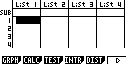 List 1 List 2 List 3 List 4
SUB
1
2
3
4
GRPH CALC TEST INTR DIST ▷